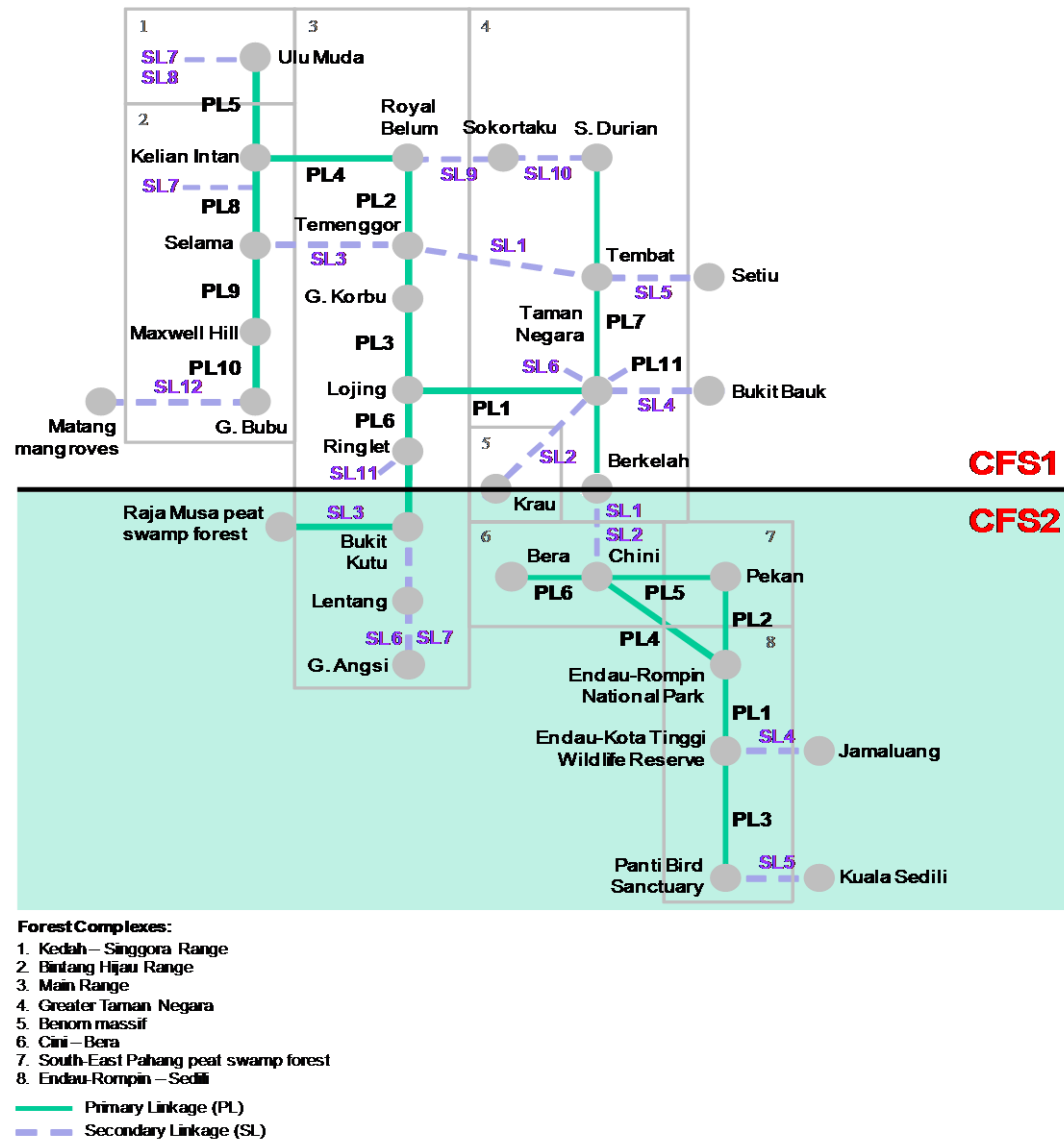 1
3
4
SL7
SL8
Ulu Muda
PL5
2
Royal
Belum
Sokortaku
S. Durian
Kelian Intan
PL4
SL9
SL10
SL7
PL8
PL2
Temenggor
Selama
SL3
SL1
Tembat
SL5
Setiu
PL9
G. Korbu
Taman
Negara
PL7
Maxwell Hill
PL3
PL10
SL6
PL11
SL12
Lojing
PL1
SL4
Bukit Bauk
Matang
mangroves
G. Bubu
PL6
Ringlet
5
SL2
Berkelah
SL11
CFS1
Krau
Raja Musa peat
swamp forest
SL3
SL1
CFS2
Bukit
Kutu
6
SL2
7
Bera
Chini
Pekan
PL6
PL5
Lentang
PL2
SL6
SL7
PL4
8
G. Angsi
Endau-Rompin
National Park
PL1
Endau-Kota Tinggi
Wildlife Reserve
SL4
Jamaluang
PL3
Panti Bird
Sanctuary
SL5
Kuala Sedili
Forest Complexes:
1. Kedah – Singgora Range
2. Bintang Hijau Range
3. Main Range
4. Greater Taman Negara
5. Benom massif
6. Cini – Bera
7. South-East Pahang peat swamp forest
8. Endau-Rompin – Sedili
Primary Linkage (PL)
Secondary Linkage (SL)